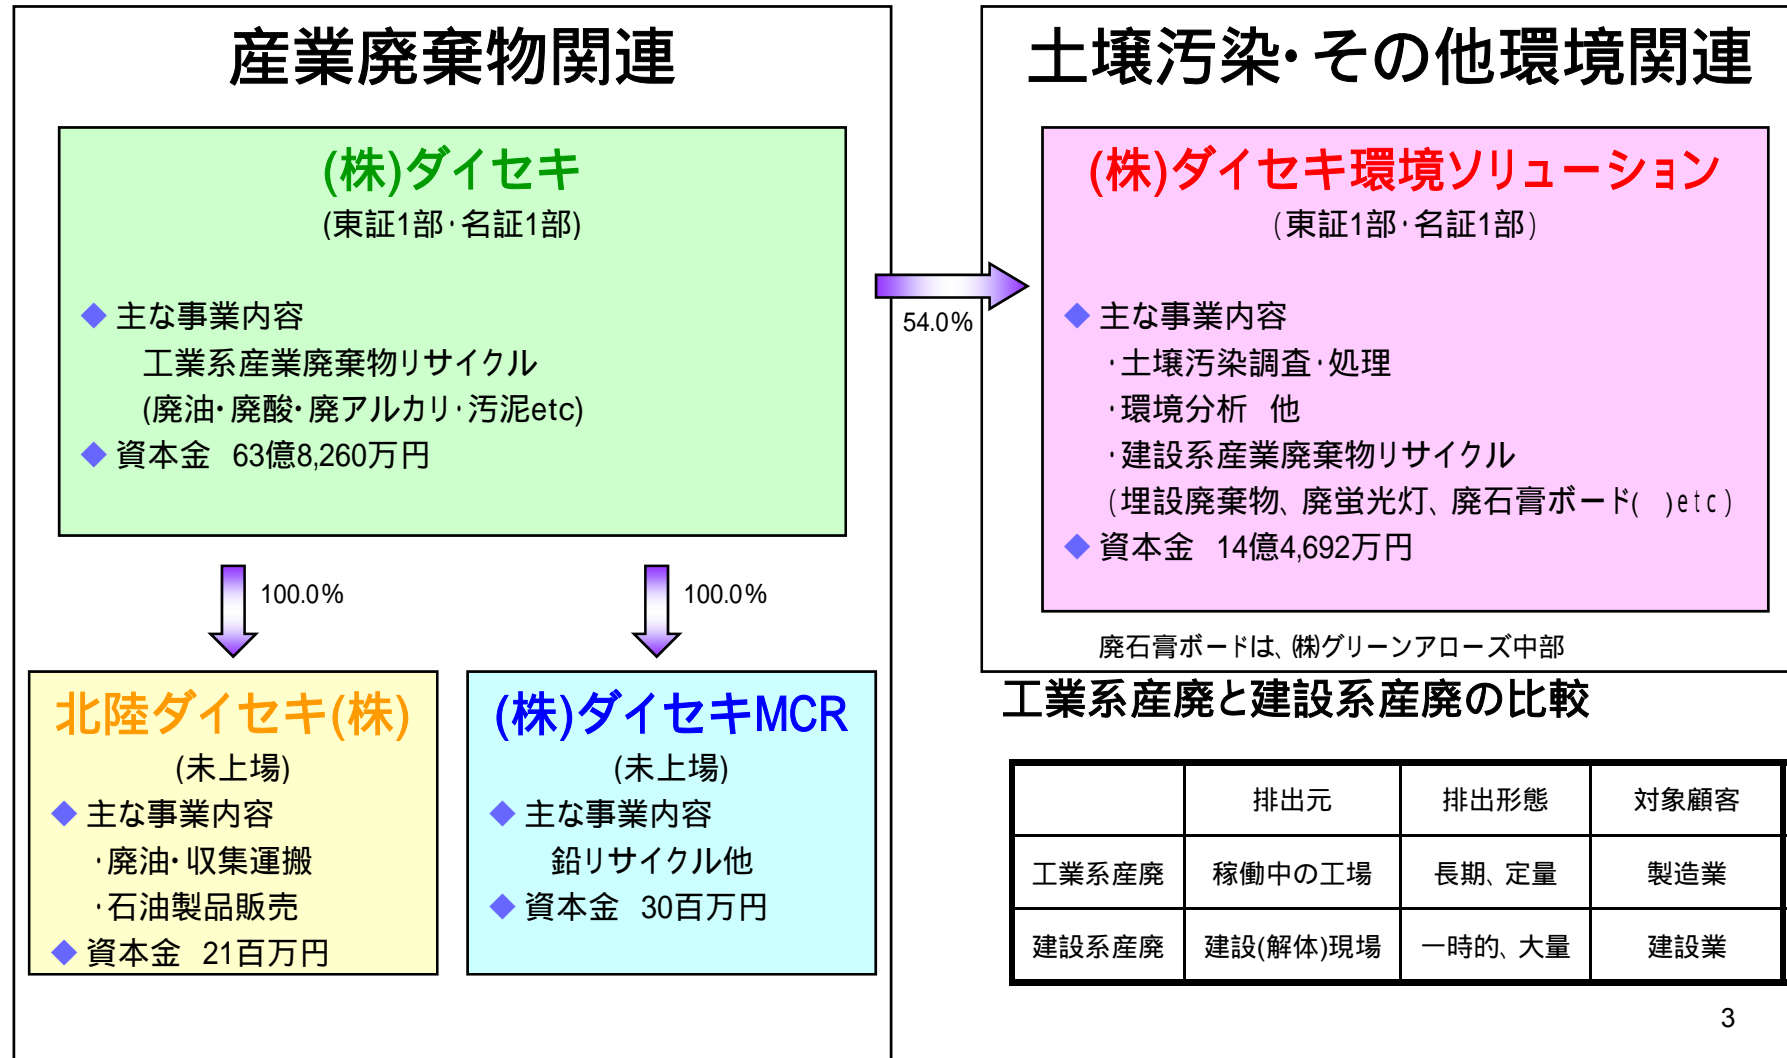 産業廃棄物関連
(株)ダイセキ
(東証1部・名証1部)
◆ 主な事業内容
工業系産業廃棄物リサイクル
(廃油・廃酸・廃アルカリ・汚泥etc)
◆ 資本金 63億8,260万円
100.0%
100.0%
北陸ダイセキ(株)
(未上場)
◆ 主な事業内容
・廃油・収集運搬
・石油製品販売
◆ 資本金 21百万円
(株)ダイセキMCR
(未上場)
◆ 主な事業内容
鉛リサイクル他
◆ 資本金 30百万円
54.0%
土壌汚染・その他環境関連
(株)ダイセキ環境ソリューション
(東証1部・名証1部)
◆ 主な事業内容
・土壌汚染調査・処理
・環境分析 他
・建設系産業廃棄物リサイクル
(埋設廃棄物、廃蛍光灯、廃石膏ボード( )etc)
◆ 資本金 14億4,692万円
廃石膏ボードは、㈱グリーンアローズ中部
工業系産廃と建設系産廃の比較
排出元 排出形態 対象顧客
工業系産廃 稼働中の工場 長期、定量 製造業
建設系産廃 建設(解体)現場 一時的、大量 建設業
3